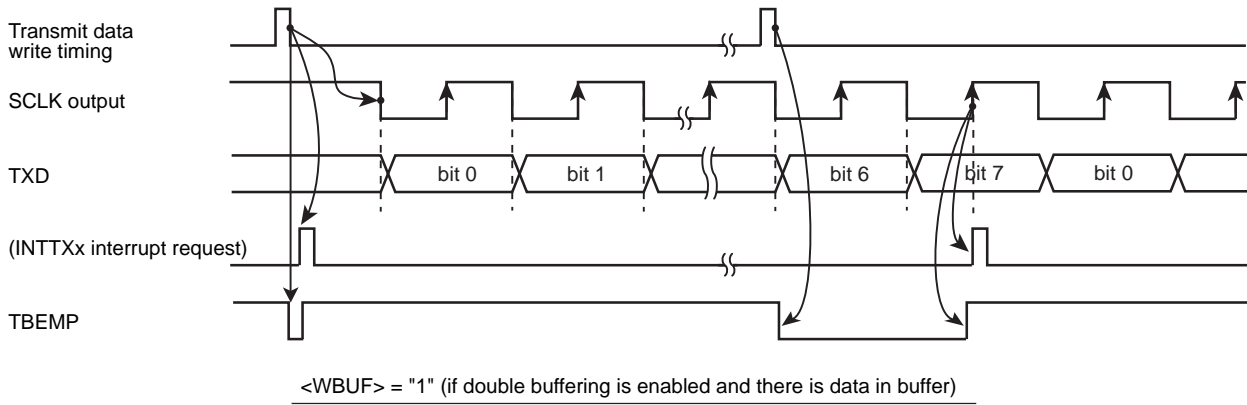 Transmit data
write timing
SCLK output
TXD
bit 0
bit 1
bit 6
bit 7
bit 0
(INTTXx interrupt request)
TBEMP
<WBUF> = "1" (if double buffering is enabled and there is data in buffer)